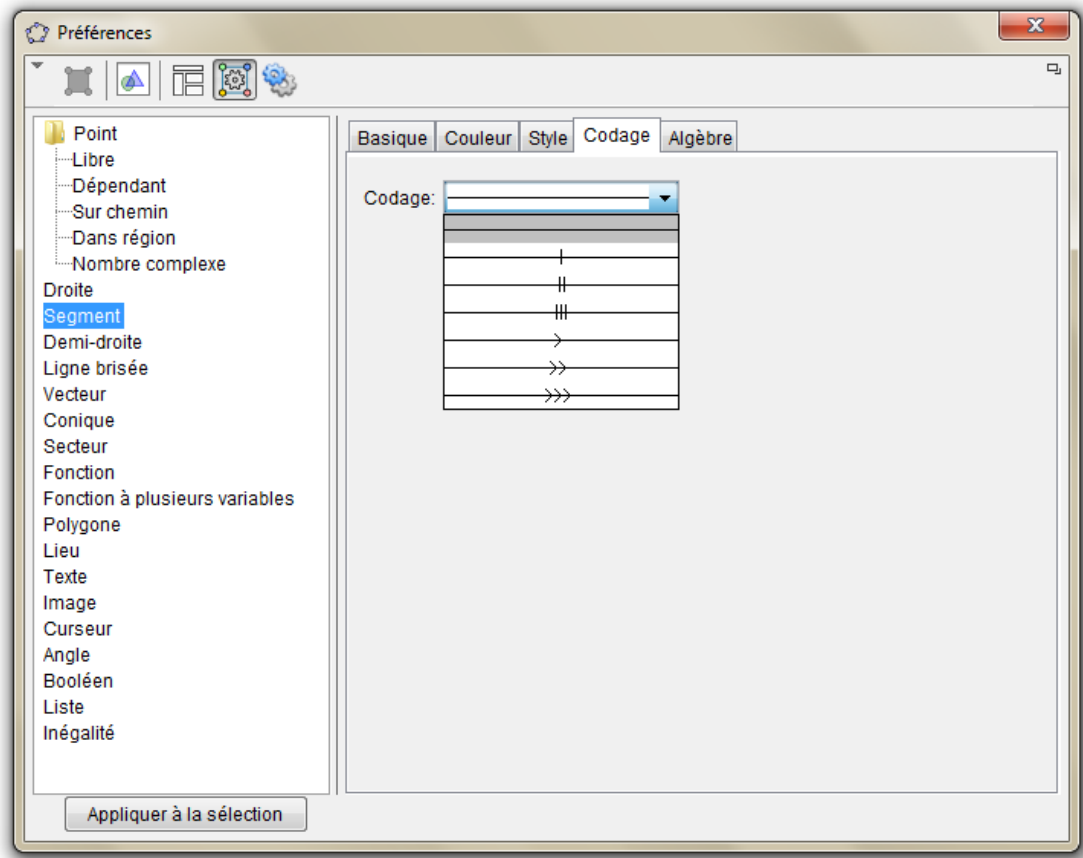 Préférences
Point
Libre
Dépendant
Sur chemin
Dans région
Nombre complexe
Droite
Segment
Demi-droite
Ligne brisée
Vecteur
Conique
Secteur
Fonction
Fonction à plusieurs variables
Polygone
Lieu
Texte
Image
Curseur
Angle
Booléen
Liste
Inégalité
Appliquer à la sélection
Basique Couleur Style Codage Algèbre
Codage: